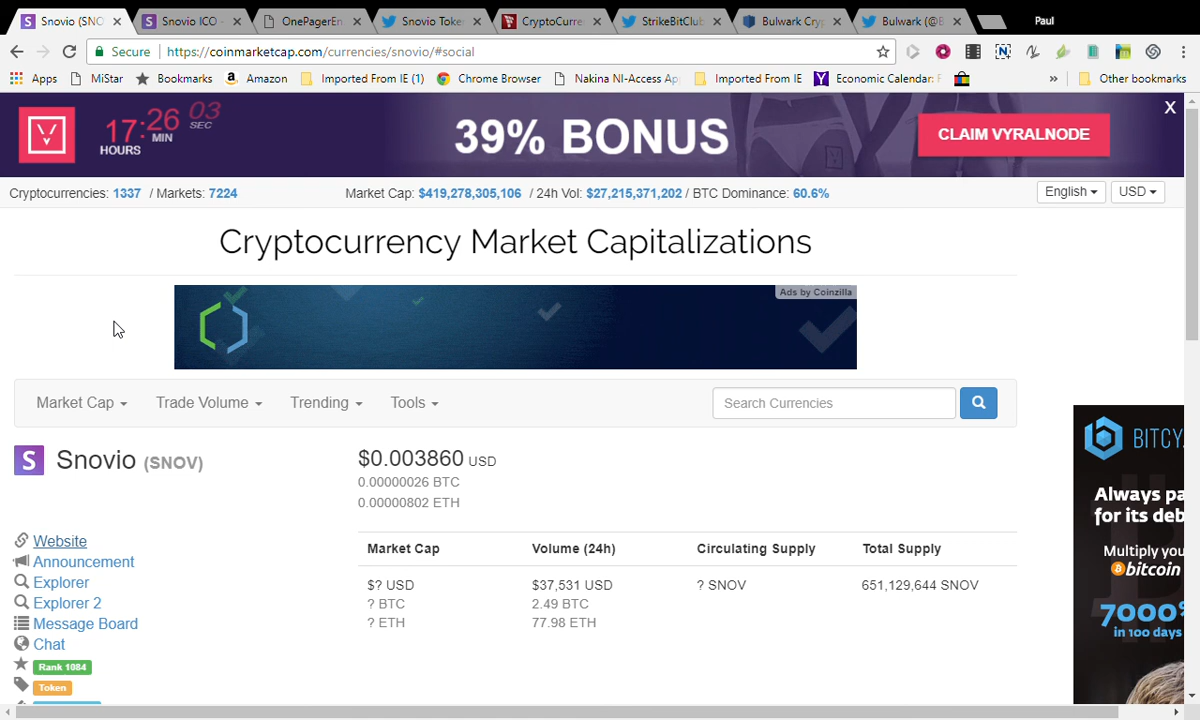 Snovio (SNO
Snovio ICO -
OnePagerEn
Snovio Toke
CryptoCurre
StrikeBitClub
Bulwark Cryp
Bulwark (@B
Paul
Secure
https://coinmarketcap.com/currencies/snovio/#social
Apps
MiStar
Bookmarks
Amazon
Imported From IE (1)
Chrome Browser
Nakina NI-Access Ap
Imported From IE
Economic Calendar: F
»
Other bookmarks
17:26 03
HOURS MIN SEC
39% BONUS
CLAIM VYRALNODE
X
Cryptocurrencies: 1337 / Markets: 7224
Market Cap: $419,278,305,106 / 24h Vol: $27,215,371,202 / BTC Dominance: 60.6%
English
USD
Cryptocurrency Market Capitalizations
Ads by Coinzilla
Market Cap
Trade Volume
Trending
Tools
Search Currencies
S Snovio (SNOV)
$0.003860 USD
0.00000026 BTC
0.00000802 ETH
Website
Announcement
Explorer
Explorer 2
Message Board
Chat
Rank 1084
Token
Market Cap Volume (24h) Circulating Supply Total Supply
$? USD $37,531 USD ? SNOV 651,129,644 SNOV
? BTC 2.49 BTC
? ETH 77.98 ETH
BITCY
Always pa
for its deb
Multiply you
bitcoin
7000%
in 100 days